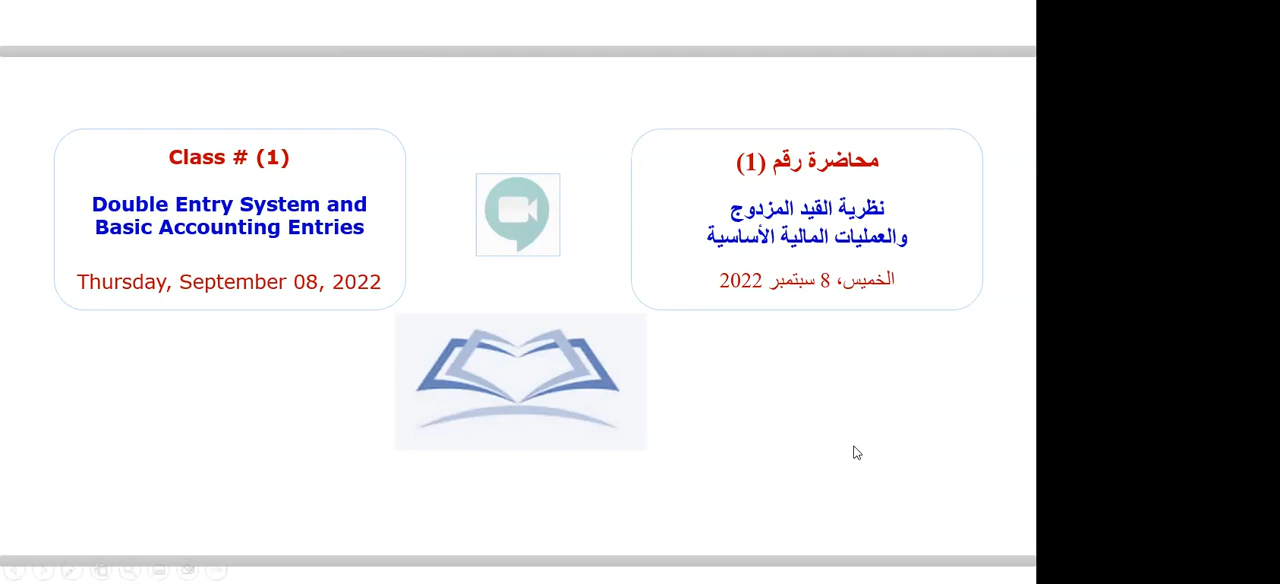 Class # (1)
Double Entry System and
Basic Accounting Entries
Thursday, September 08, 2022
محاضرة رقم (1)
نظرية القيد المزدوج
والعمليات المالية الأساسية
الخميس، 8 سبتمبر 2022